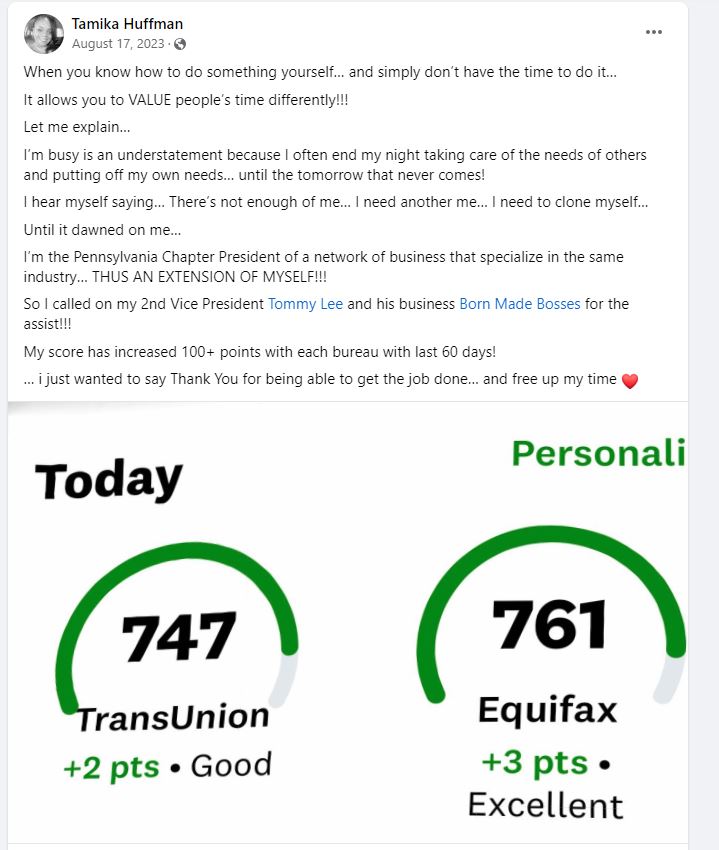 Tamika Huffman
August 17, 2023 ·
When you know how to do something yourself... and simply don't have the time to do it...
It allows you to VALUE people's time differently!!!
Let me explain...
I'm busy is an understatement because I often end my night taking care of the needs of others
and putting off my own needs... until the tomorrow that never comes!
I hear myself saying... There's not enough of me... I need another me... I need to clone myself...
Until it dawned on me...
I'm the Pennsylvania Chapter President of a network of business that specialize in the same
industry... THUS AN EXTENSION OF MYSELF!!!
So I called on my 2nd Vice President Tommy Lee and his business Born Made Bosses for the
assist!!!
My score has increased 100+ points with each bureau with last 60 days!
... i just wanted to say Thank You for being able to get the job done... and free up my time ❤️
Personali
Today
747
TransUnion
+2 pts • Good
761
Equifax
+3 pts •
Excellent